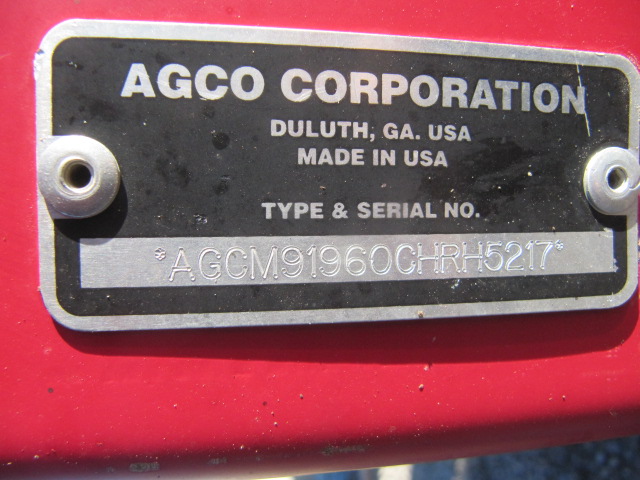 AGCO CORPORATION
DULUTH, GA. USA
MADE IN USA
TYPE & SERIAL NO.
*AGCM91960CHRH5217*